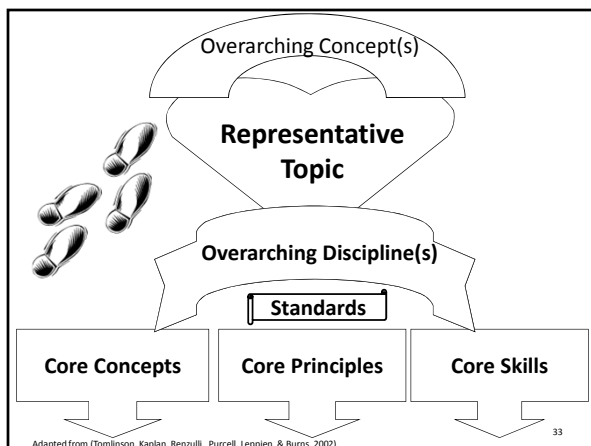 Overarching Concept(s)
Representative
Topic
Overarching Discipline(s)
Standards
Core Concepts
Core Principles
Core Skills
33
Adapted from (Tomlinson, Kaplan, Renzulli, Purcell, Leppien, & Burns, 2002)